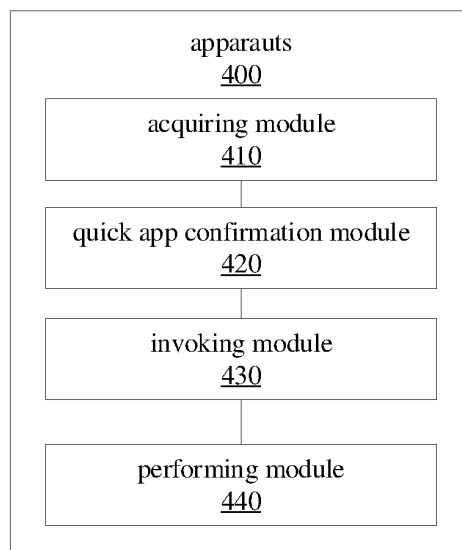 apparauts
400
acquiring module
410
quick app confirmation module
420
invoking module
430
performing module
440